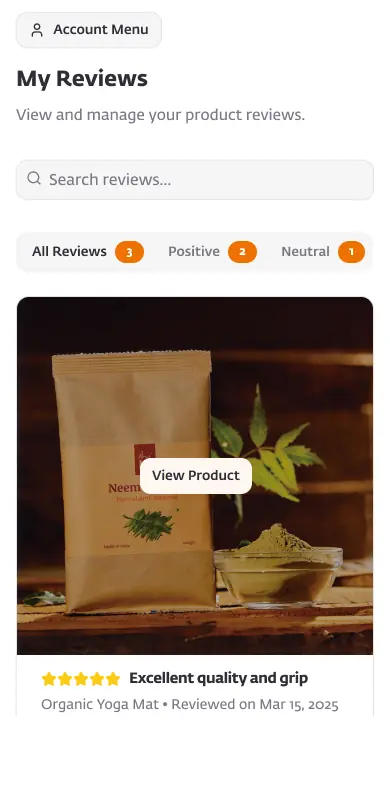 Account Menu
My Reviews
View and manage your product reviews.
Search reviews...
All Reviews 3 Positive 2 Neutral 1
Neem
View Product
Excellent quality and grip
Organic Yoga Mat • Reviewed on Mar 15, 2025